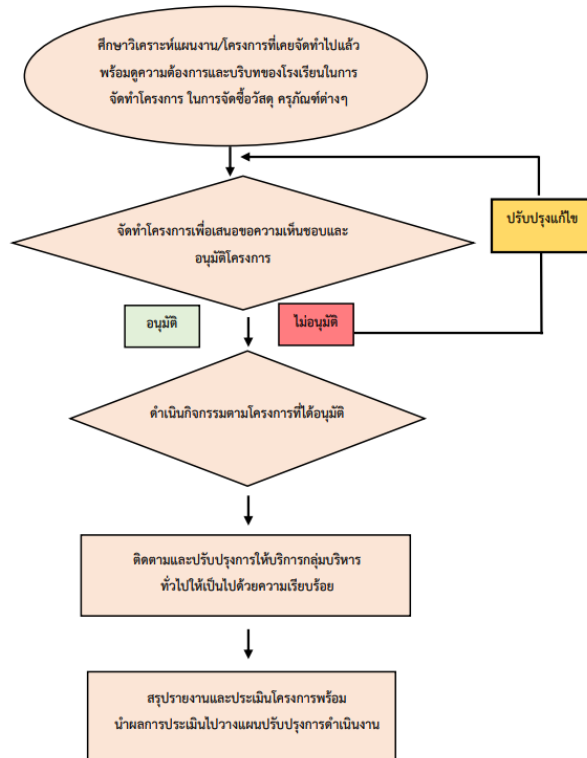 ศึกษาวิเคราะห์แผนงาน/โครงการที่เคยจัดทำไปแล้ว
พร้อมดูความต้องการและบริบทของโรงเรียนในการ
จัดทำโครงการ ในการจัดซื้อวัสดุ ครุภัณฑ์ต่างๆ
ปรับปรุงแก้ไข
จัดทำโครงการเพื่อเสนอขอความเห็นชอบและ
อนุมัติโครงการ
อนุมัติ
ไม่อนุมัติ
ดำเนินกิจกรรมตามโครงการที่ได้อนุมัติ
ติดตามและปรับปรุงการให้บริการกลุ่มบริหาร
ทั่วไปให้เป็นไปด้วยความเรียบร้อย
สรุปรายงานและประเมินโครงการพร้อม
นำผลการประเมินไปวางแผนปรับปรุงการดำเนินงาน